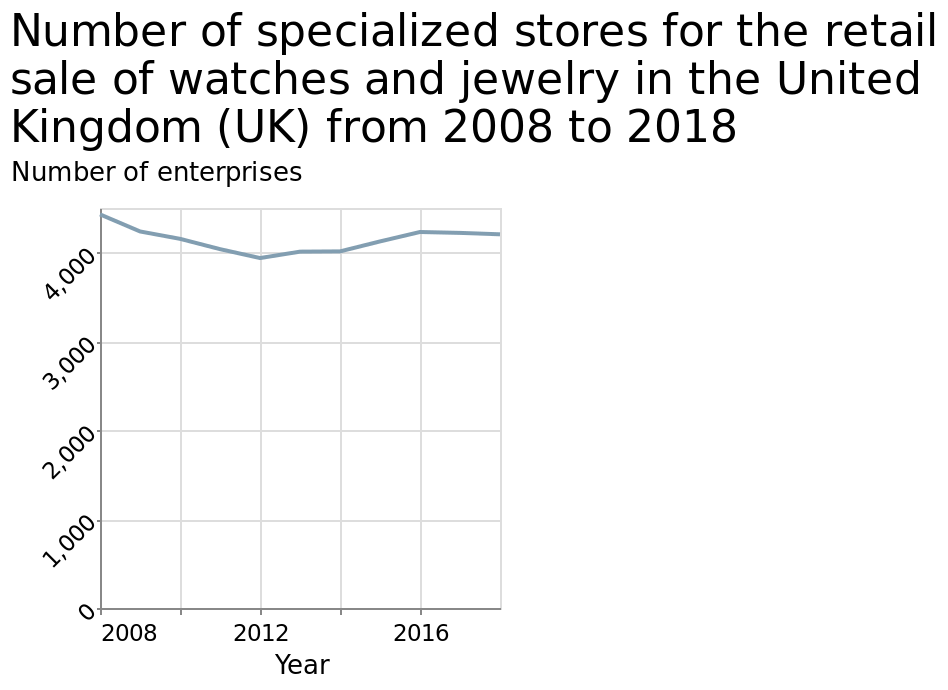 Number of specialized stores for the retail
sale of watches and jewelry in the United
Kingdom (UK) from 2008 to 2018
Number of enterprises
4,000
3,000
2,000
1,000
0
2008 2012 2016
Year